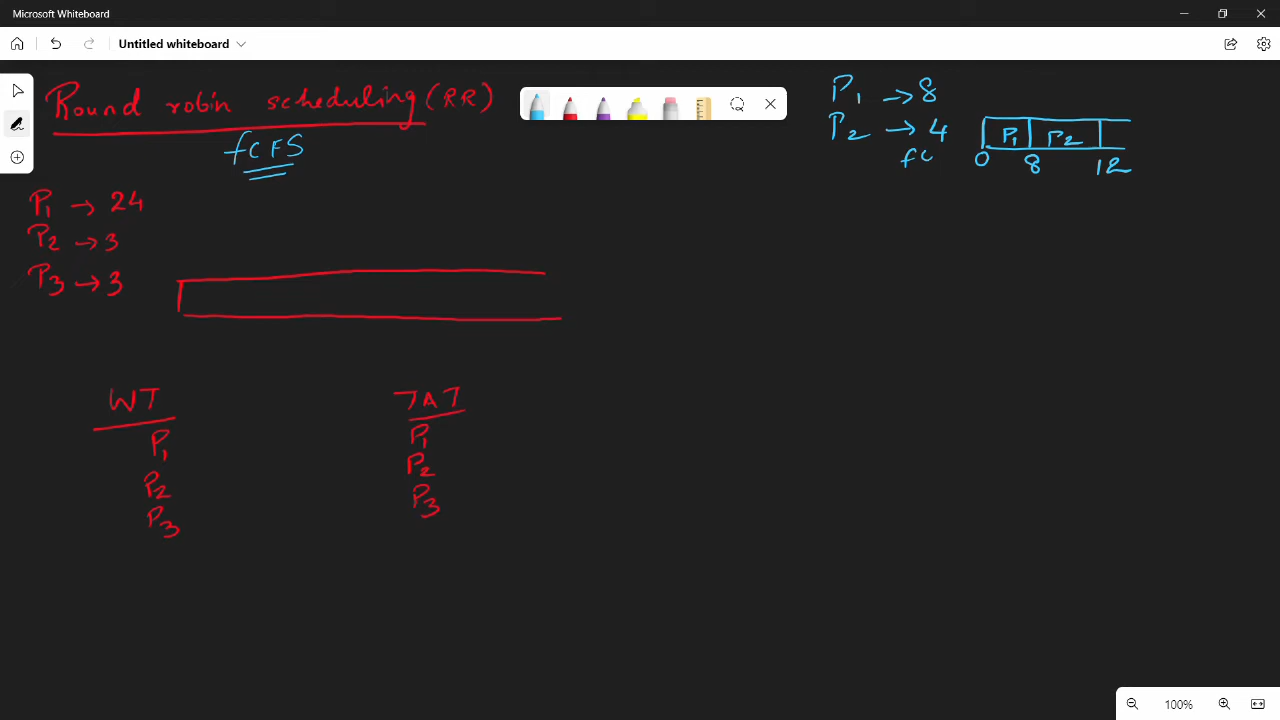 Microsoft Whiteboard
Untitled whiteboard
Round robin scheduling (RR)
fCFS
P1 → 24
P2 → 3
P3 → 3
WT
P1
P2
P3
TAT
P1
P2
P3
P1 → 8
P2 → 4
fC
P1 P2
0 8 12
100%